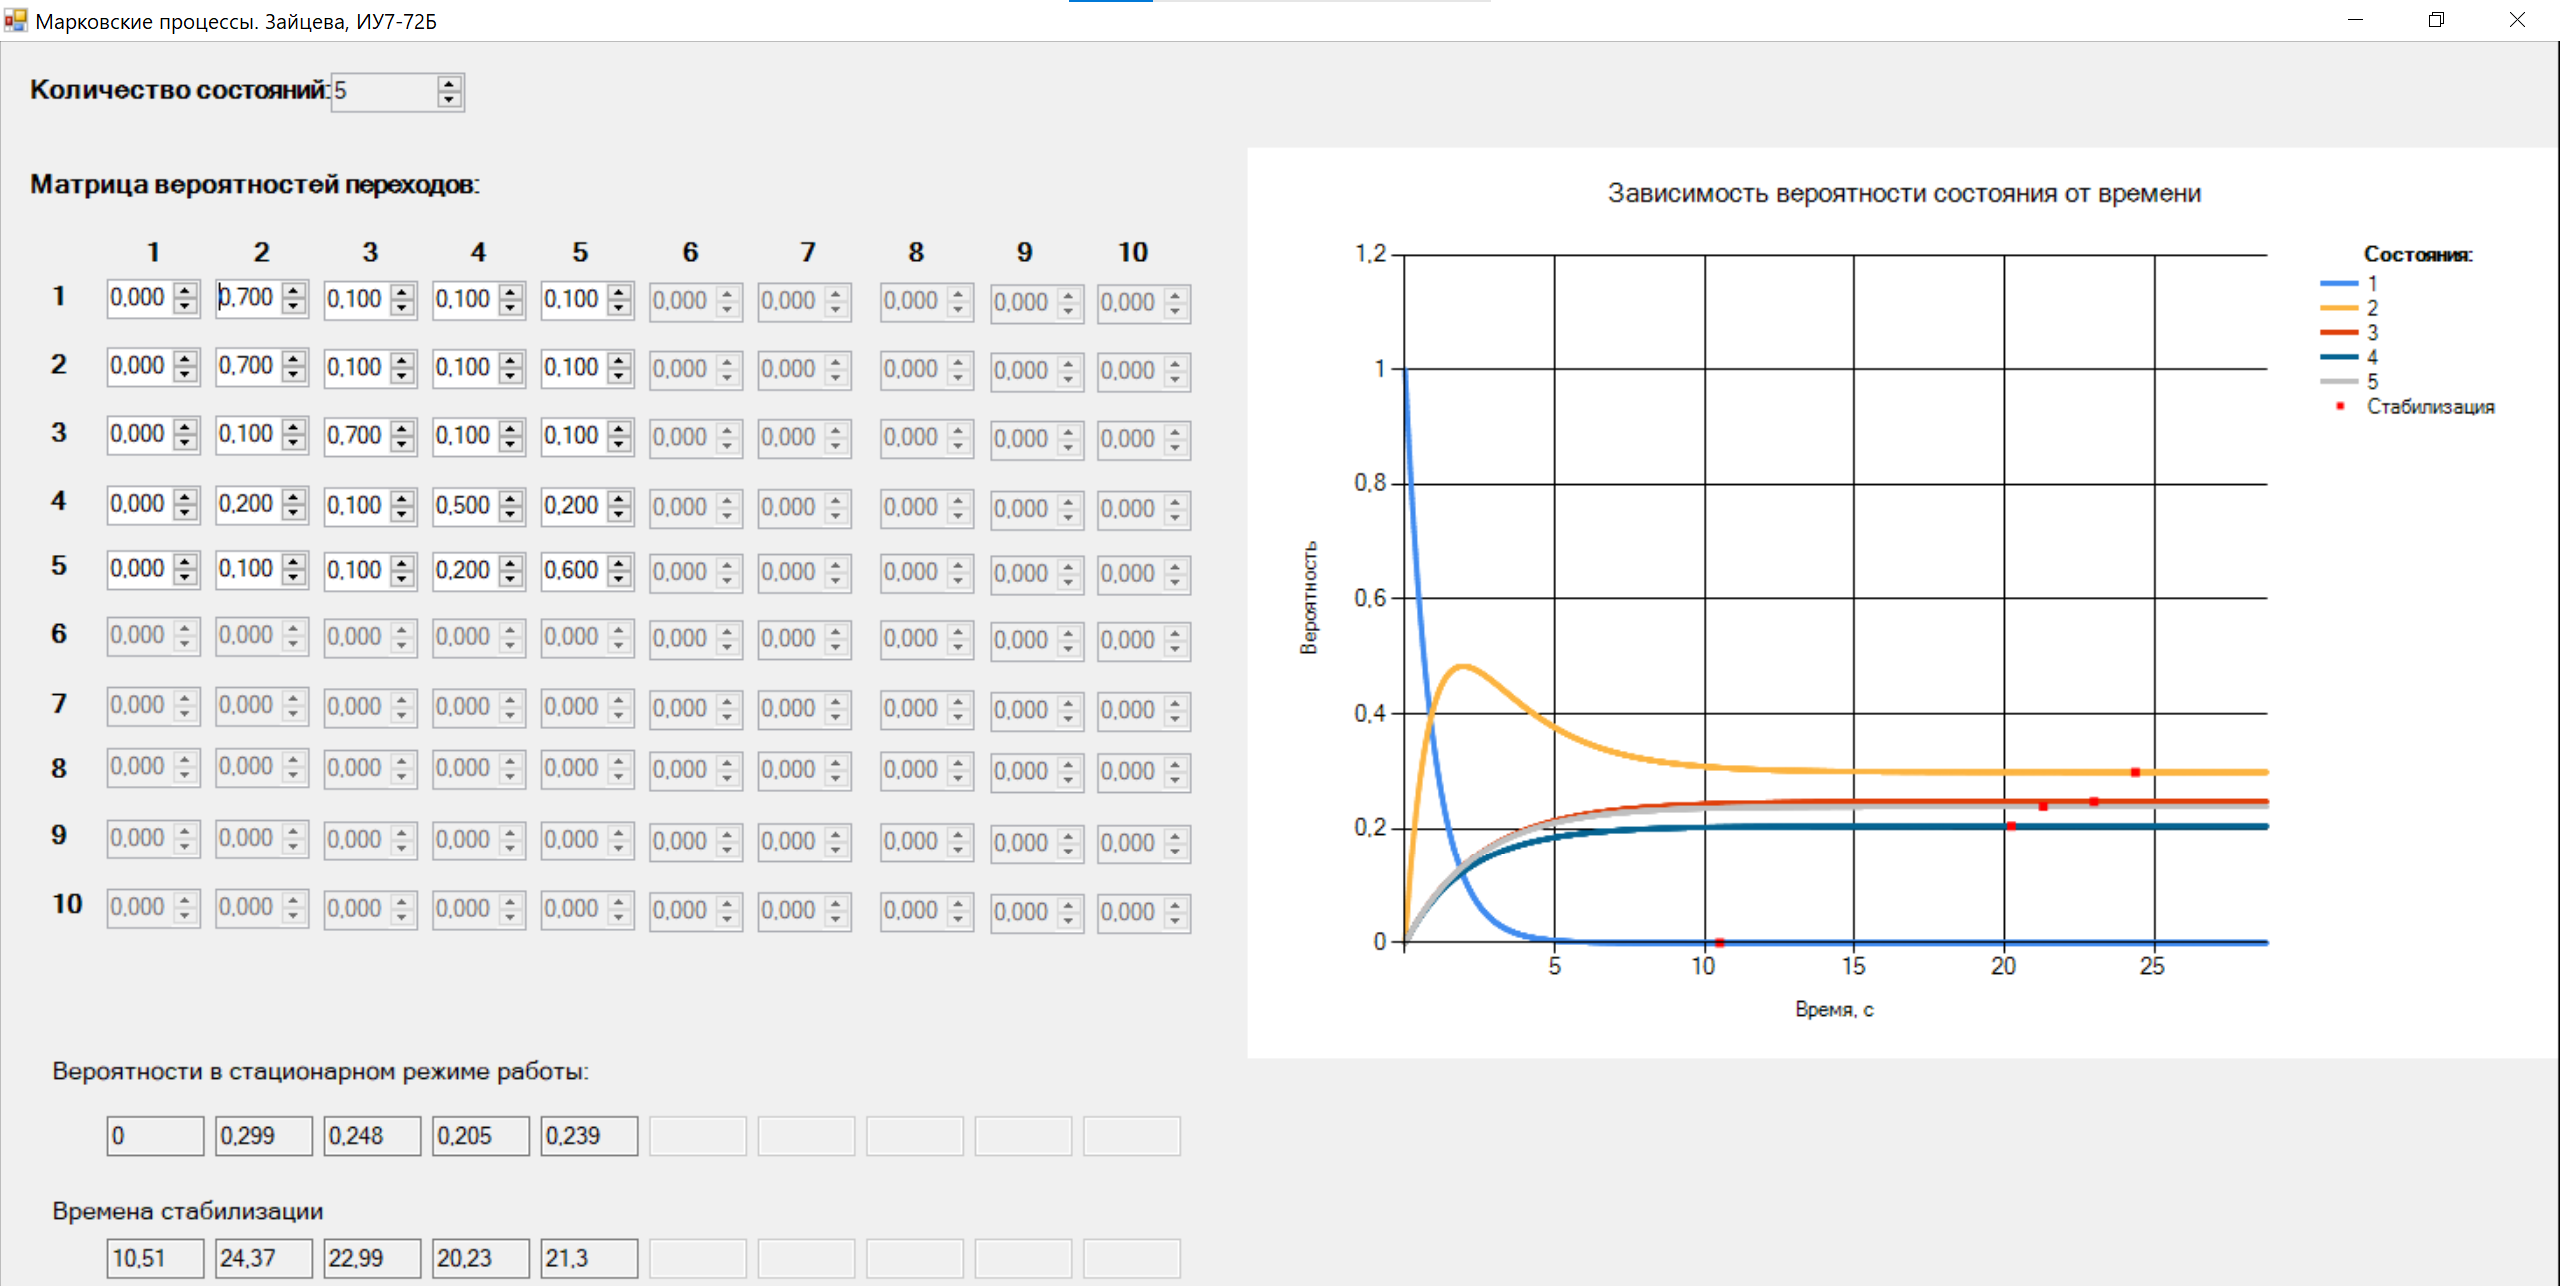 Марковские процессы. Зайцева, ИУ7-72Б
Количество состояний: 5
Матрица вероятностей переходов:
1 2 3 4 5 6 7 8 9 10
1 0,000 0,700 0,100 0,100 0,100 0,000 0,000 0,000 0,000 0,000
2 0,000 0,700 0,100 0,100 0,100 0,000 0,000 0,000 0,000 0,000
3 0,000 0,100 0,700 0,100 0,100 0,000 0,000 0,000 0,000 0,000
4 0,000 0,200 0,100 0,500 0,200 0,000 0,000 0,000 0,000 0,000
5 0,000 0,100 0,100 0,200 0,600 0,000 0,000 0,000 0,000 0,000
6 0,000 0,000 0,000 0,000 0,000 0,000 0,000 0,000 0,000 0,000
7 0,000 0,000 0,000 0,000 0,000 0,000 0,000 0,000 0,000 0,000
8 0,000 0,000 0,000 0,000 0,000 0,000 0,000 0,000 0,000 0,000
9 0,000 0,000 0,000 0,000 0,000 0,000 0,000 0,000 0,000 0,000
10 0,000 0,000 0,000 0,000 0,000 0,000 0,000 0,000 0,000 0,000
Вероятности в стационарном режиме работы:
0 0,299 0,248 0,205 0,239
Времена стабилизации
10,51 24,37 22,99 20,23 21,3
Зависимость вероятности состояния от времени
1,2
1
0,8
0,6
0,4
0,2
0
Вероятность
5 10 15 20 25
Время, с
Состояния:
1
2
3
4
5
Стабилизация